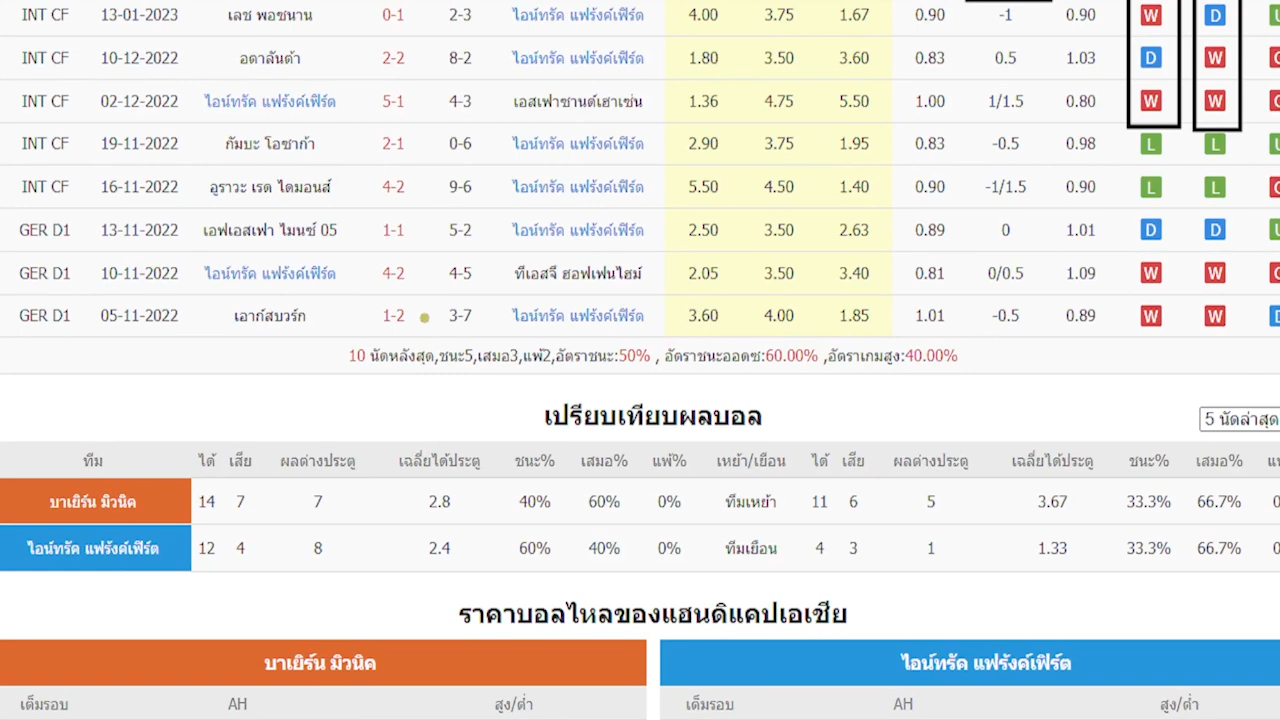 INT CF 13-01-2023 เลช พอซนาน 0-1 2-3 ไอน์ทรัค แฟร้งค์เฟิร์ต 4.00 3.75 1.67 0.90 -1 0.90 W D
INT CF 10-12-2022 อตาลันต้า 2-2 8-2 ไอน์ทรัค แฟร้งค์เฟิร์ต 1.80 3.50 3.60 0.83 0.5 1.03 D W
INT CF 02-12-2022 ไอน์ทรัค แฟร้งค์เฟิร์ต 5-1 4-3 เอสเฟาซานด์เฮาเซ่น 1.36 4.75 5.50 1.00 1/1.5 0.80 W W
INT CF 19-11-2022 กัมบะ โอซาก้า 2-1 0-6 ไอน์ทรัค แฟร้งค์เฟิร์ต 2.90 3.75 1.95 0.83 -0.5 0.98 L L
INT CF 16-11-2022 อูราวะ เรด ไดมอนส์ 4-2 9-6 ไอน์ทรัค แฟร้งค์เฟิร์ต 5.50 4.50 1.40 0.90 -1/1.5 0.90 L L
GER D1 13-11-2022 เอฟเอสเฟา ไมนซ์ 05 1-1 5-2 ไอน์ทรัค แฟร้งค์เฟิร์ต 2.50 3.50 2.63 0.89 0 1.01 D D
GER D1 10-11-2022 ไอน์ทรัค แฟร้งค์เฟิร์ต 4-2 4-5 ทีเอสจี ฮอฟเฟนไฮม์ 2.05 3.50 3.40 0.81 0/0.5 1.09 W W
GER D1 05-11-2022 เอาก์สบวร์ก 1-2 3-7 ไอน์ทรัค แฟร้งค์เฟิร์ต 3.60 4.00 1.85 1.01 -0.5 0.89 W W
10 นัดหลังสุด,ชนะ5,เสมอ3,แพ้2,อัตราชนะ:50% , อัตราชนะออดซ:60.00% ,อัตราเกมสูง:40.00%
เปรียบเทียบผลบอล
5 นัดล่าสุด
ทีม ได้ เสีย ผลต่างประตู เฉลี่ยได้ประตู ชนะ% เสมอ% แพ้% เหย้า/เยือน ได้ เสีย ผลต่างประตู เฉลี่ยได้ประตู ชนะ% เสมอ%
บาเยิร์น มิวนิค 14 7 7 2.8 40% 60% 0% ทีมเหย้า 11 6 5 3.67 33.3% 66.7%
ไอน์ทรัค แฟร้งค์เฟิร์ต 12 4 8 2.4 60% 40% 0% ทีมเยือน 4 3 1 1.33 33.3% 66.7%
ราคาบอลไหลของแฮนดิแคปเอเชีย
บาเยิร์น มิวนิค ไอน์ทรัค แฟร้งค์เฟิร์ต
เต็มรอบ AH สูง/ต่ำ เต็มรอบ AH สูง/ต่ำ